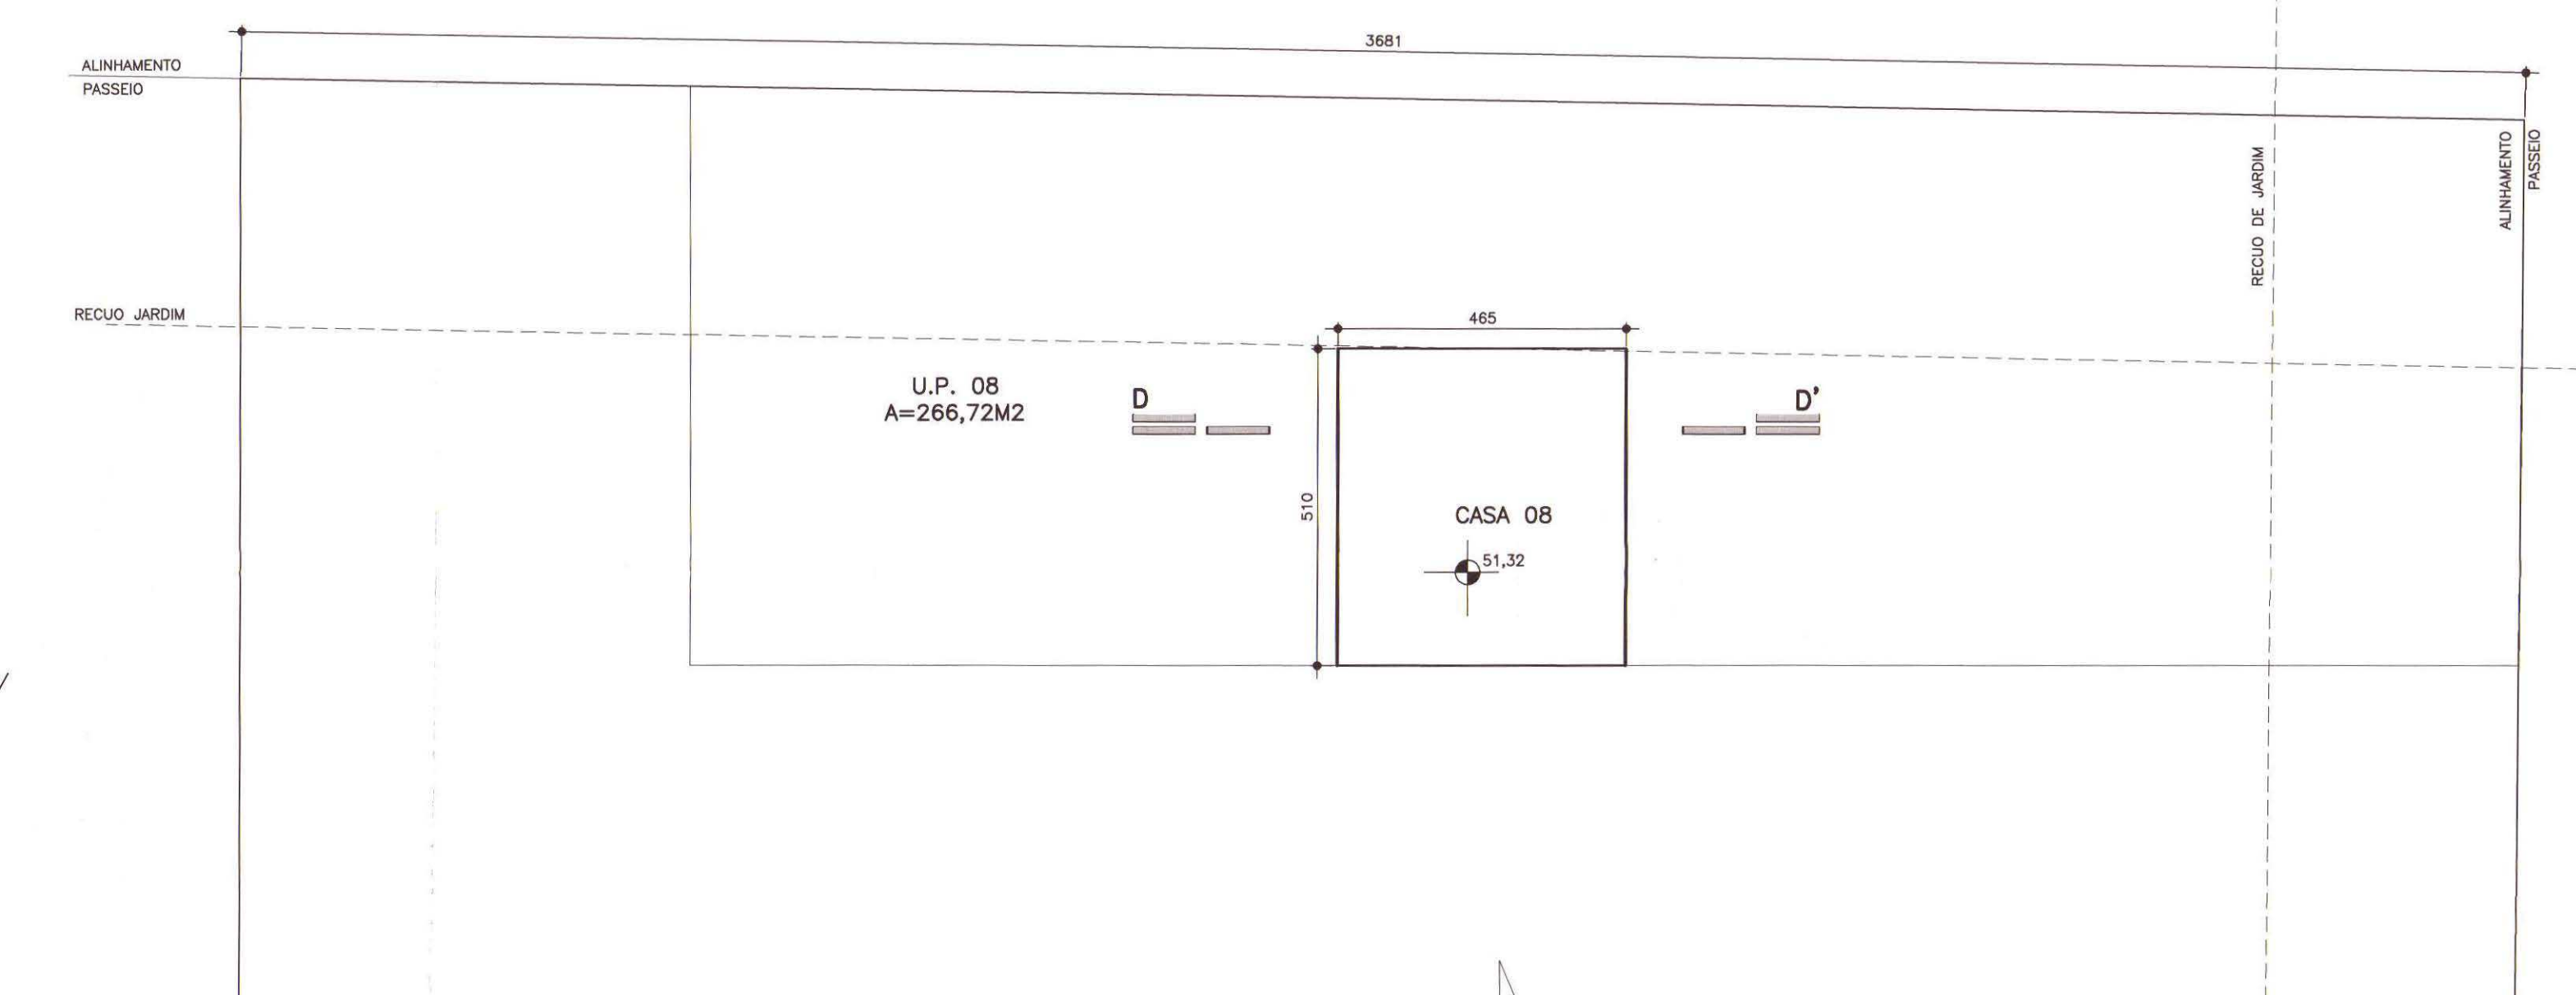 3681
ALINHAMENTO
PASSEIO
ALINHAMENTO
PASSEIO
RECUO DE JARDIM
RECUO JARDIM
465
U.P. 08
A=266,72M2
D
D'
510
CASA 08
51,32